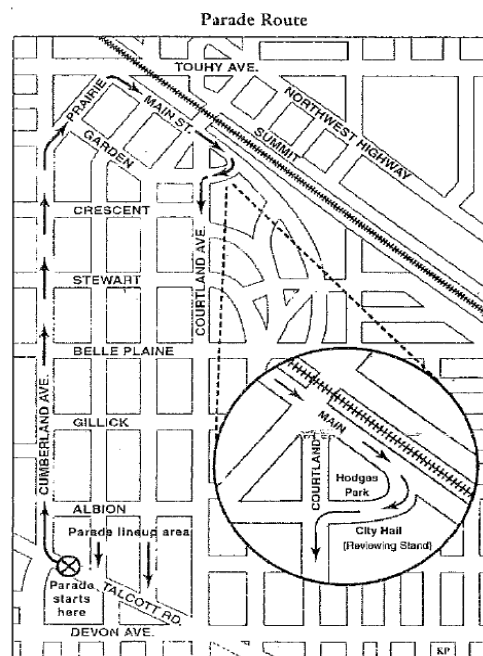 Parade Route
TOUHY AVE.
NORTHWEST HIGHWAY
PRAIRIE
MAIN ST.
SUMMIT
GARDEN
CRESCENT
COURTLAND AVE.
STEWART
BELLE PLAINE
CUMBERLAND AVE.
GILLICK
MAIN
COURTLAND
Hodges
Park
City Hall
(Reviewing Stand)
ALBION
Parade lineup area
Parade
starts
here
TALCOTT RD.
DEVON AVE.
KP